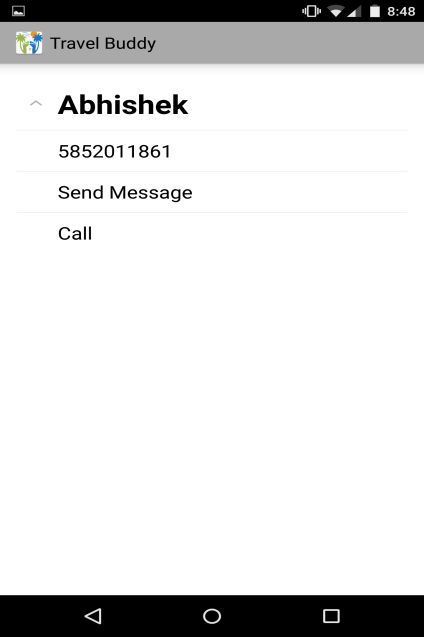 8:48
Travel Buddy
Abhishek
5852011861
Send Message
Call